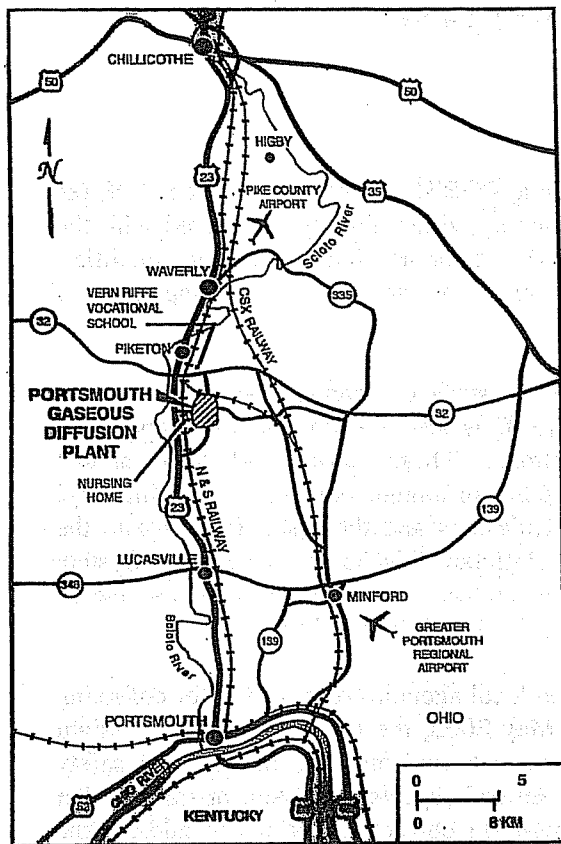 CHILLICOTHE
50
50
N
HIGBY
23
35
PIKE COUNTY
AIRPORT
Scioto River
WAVERLY
VERN RIFFE
VOCATIONAL
SCHOOL
CSX RAILWAY
335
32
PIKETON
PORTSMOUTH
GASEOUS
DIFFUSION
PLANT
32
NURSING
HOME
N & S RAILWAY
23
139
LUCASVILLE
348
MINFORD
Scioto River
139
GREATER
PORTSMOUTH
REGIONAL
AIRPORT
PORTSMOUTH
OHIO
OHIO RIVER
KENTUCKY
0 5
0 8 KM